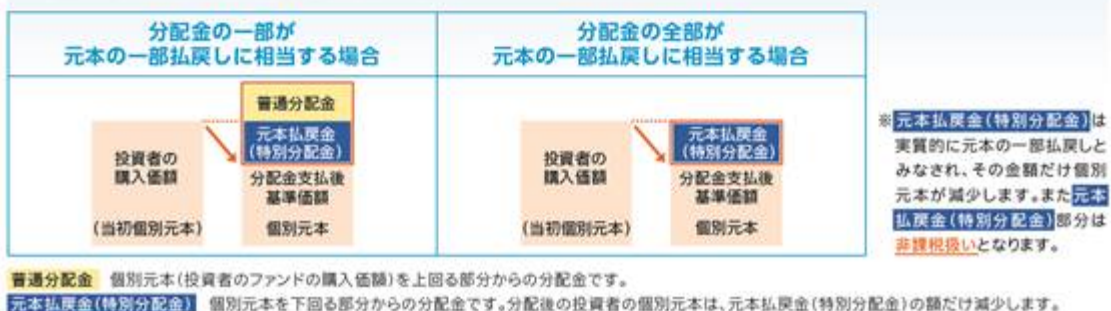 分配金の一部が
元本の一部払戻しに相当する場合
分配金の全部が
元本の一部払戻しに相当する場合
普通分配金
元本払戻金
(特別分配金)
投資者の
購入価額
(当初個別元本)
分配金支払後
基準価額
個別元本
投資者の
購入価額
(当初個別元本)
元本払戻金
(特別分配金)
分配金支払後
基準価額
個別元本
※元本払戻金(特別分配金)は
実質的に元本の一部払戻しと
みなされ、その金額だけ個別
元本が減少します。また元本
払戻金(特別分配金)部分は
非課税扱いとなります。
普通分配金 個別元本(投資者のファンドの購入価額)を上回る部分からの分配金です。
元本払戻金(特別分配金) 個別元本を下回る部分からの分配金です。分配後の投資者の個別元本は、元本払戻金(特別分配金)の額だけ減少します。